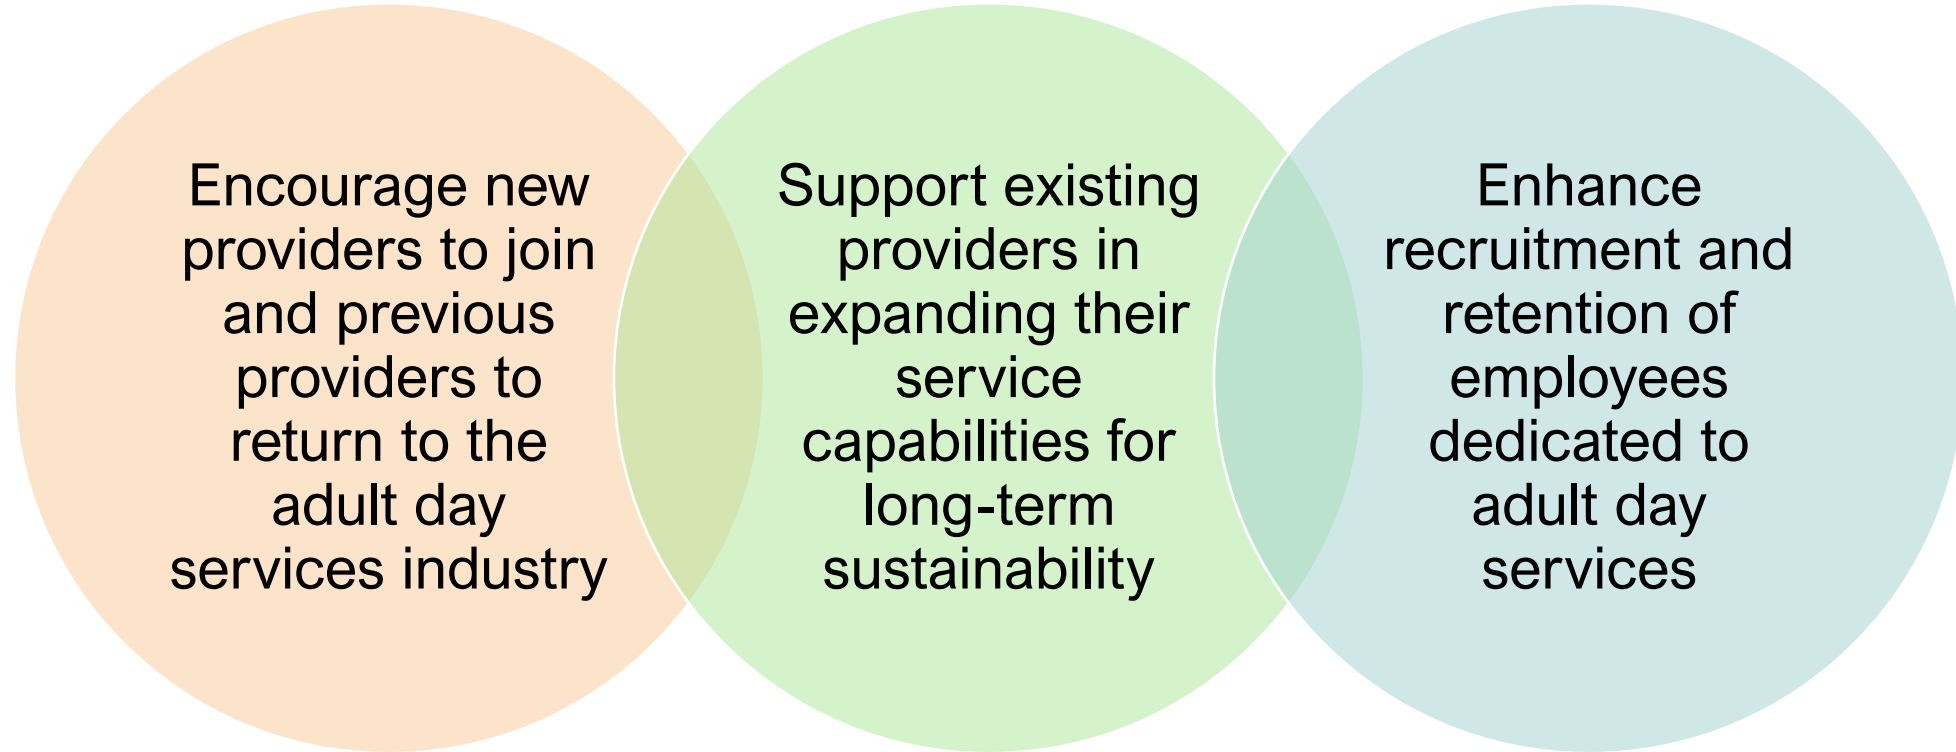 Encourage new
providers to join
and previous
providers to
return to the
adult day
services industry
Support existing
providers in
expanding their
service
capabilities for
long-term
sustainability
Enhance
recruitment and
retention of
employees
dedicated to
adult day
services